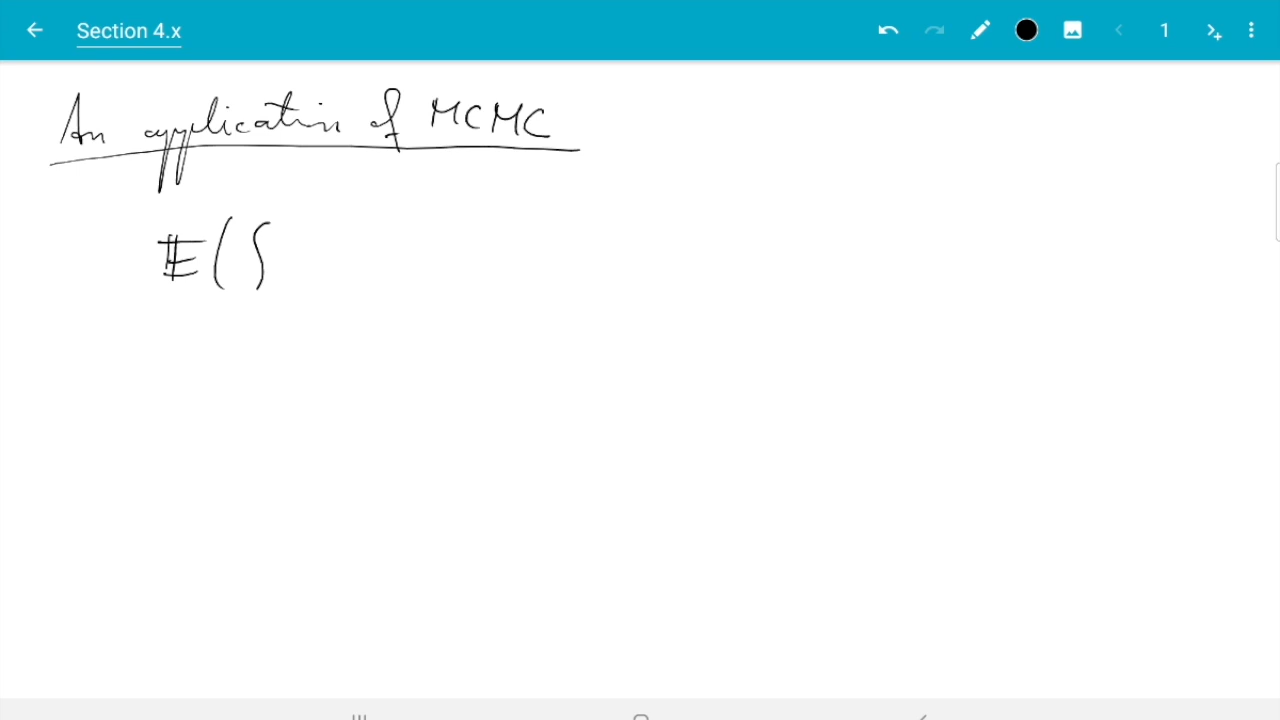 Section 4.x
1
An application of MCMC
𝔼(